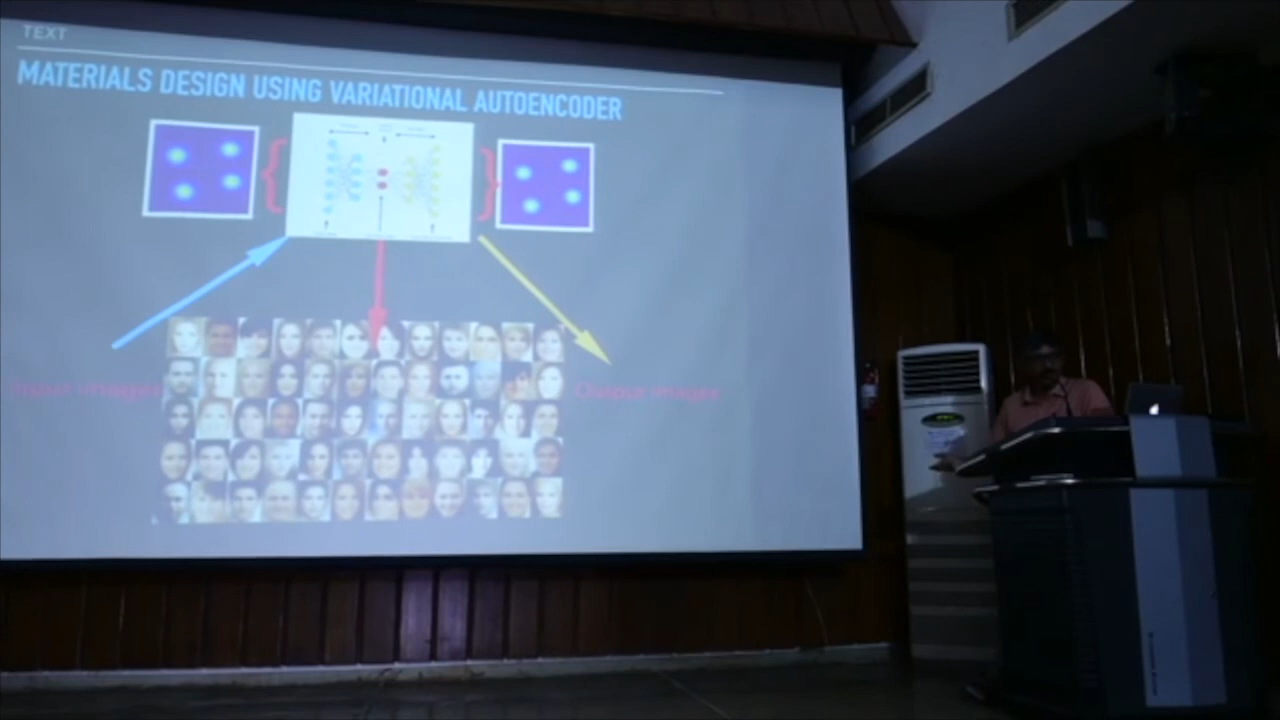 TEXT
MATERIALS DESIGN USING VARIATIONAL AUTOENCODER
Input images
Output images